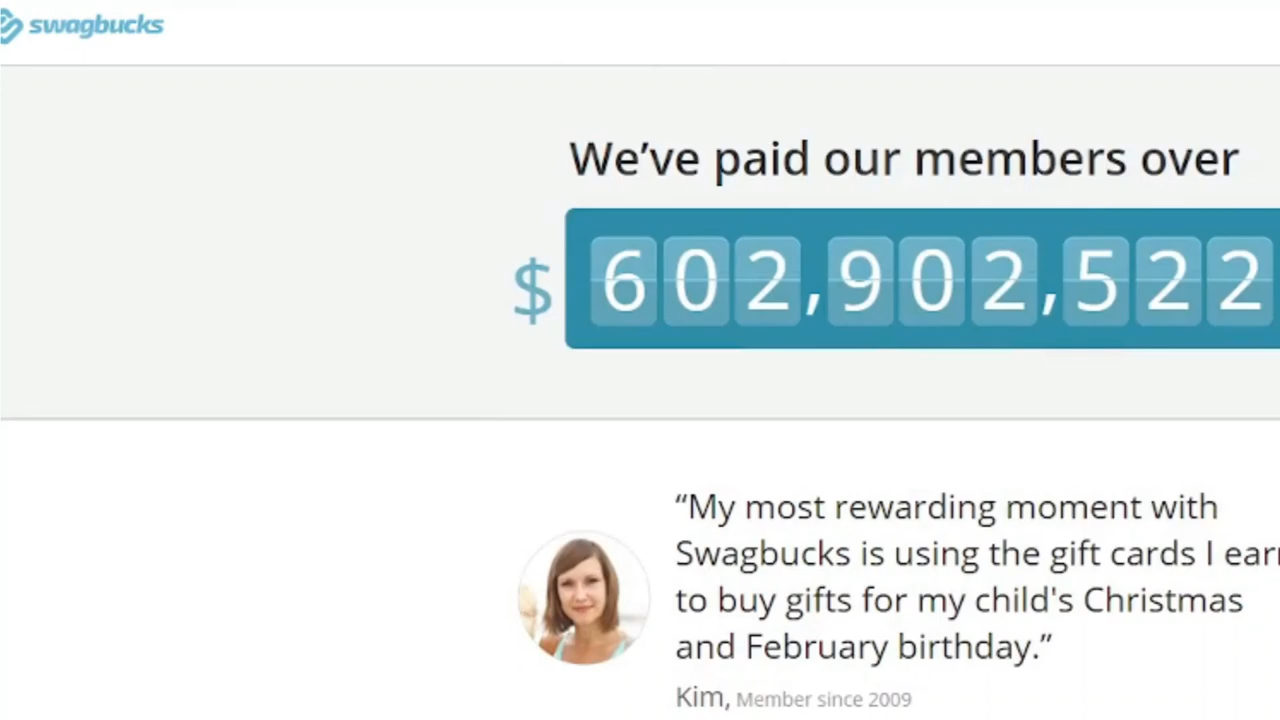 swagbucks
We’ve paid our members over
$ 602,902,522
“My most rewarding moment with
Swagbucks is using the gift cards I
to buy gifts for my child's Christmas
and February birthday.”
Kim, Member since 2009